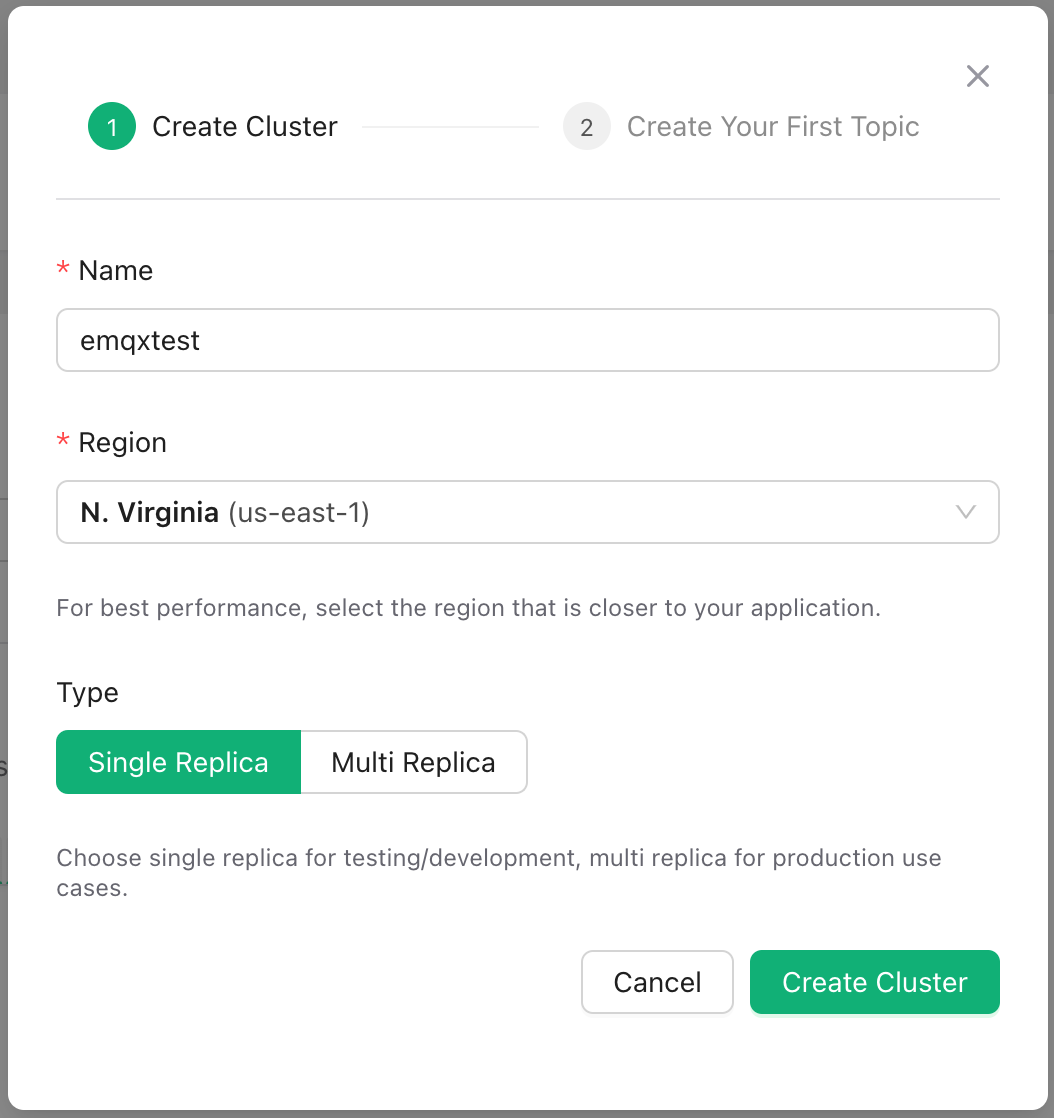 1 Create Cluster 2 Create Your First Topic
* Name
emqxtest
* Region
N. Virginia (us-east-1)
For best performance, select the region that is closer to your application.
Type
Single Replica Multi Replica
Choose single replica for testing/development, multi replica for production use
cases.
Cancel Create Cluster